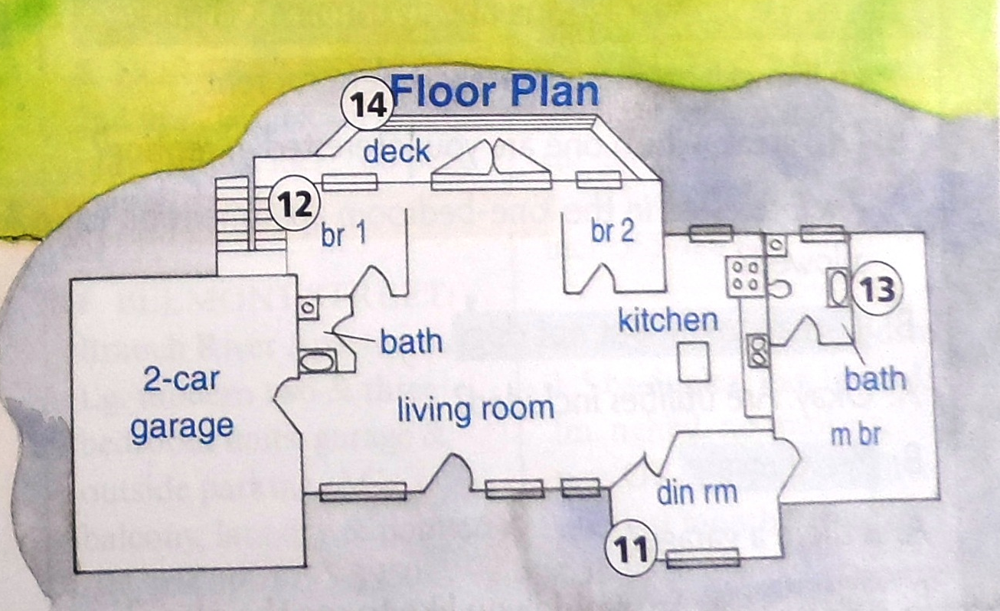 14 Floor Plan
deck
12
br 1
br 2
13
kitchen
bath
2-car
garage
living room
bath
m br
din rm
11